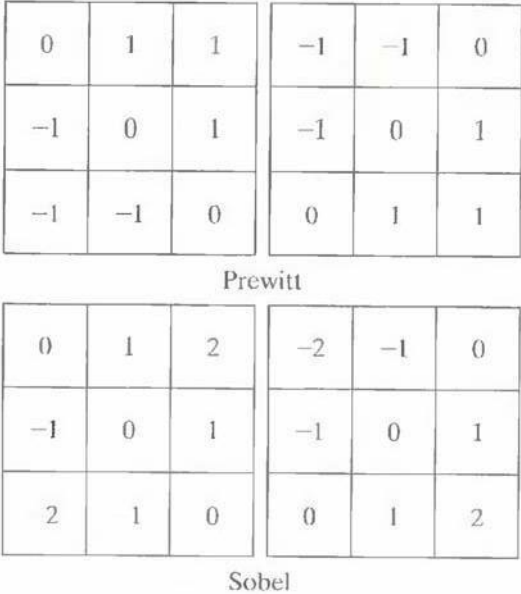 0 1 1 −1 −1 0
−1 0 1 −1 0 1
−1 −1 0 0 1 1
Prewitt
0 1 2 −2 −1 0
−1 0 1 −1 0 1
2 1 0 0 1 2
Sobel